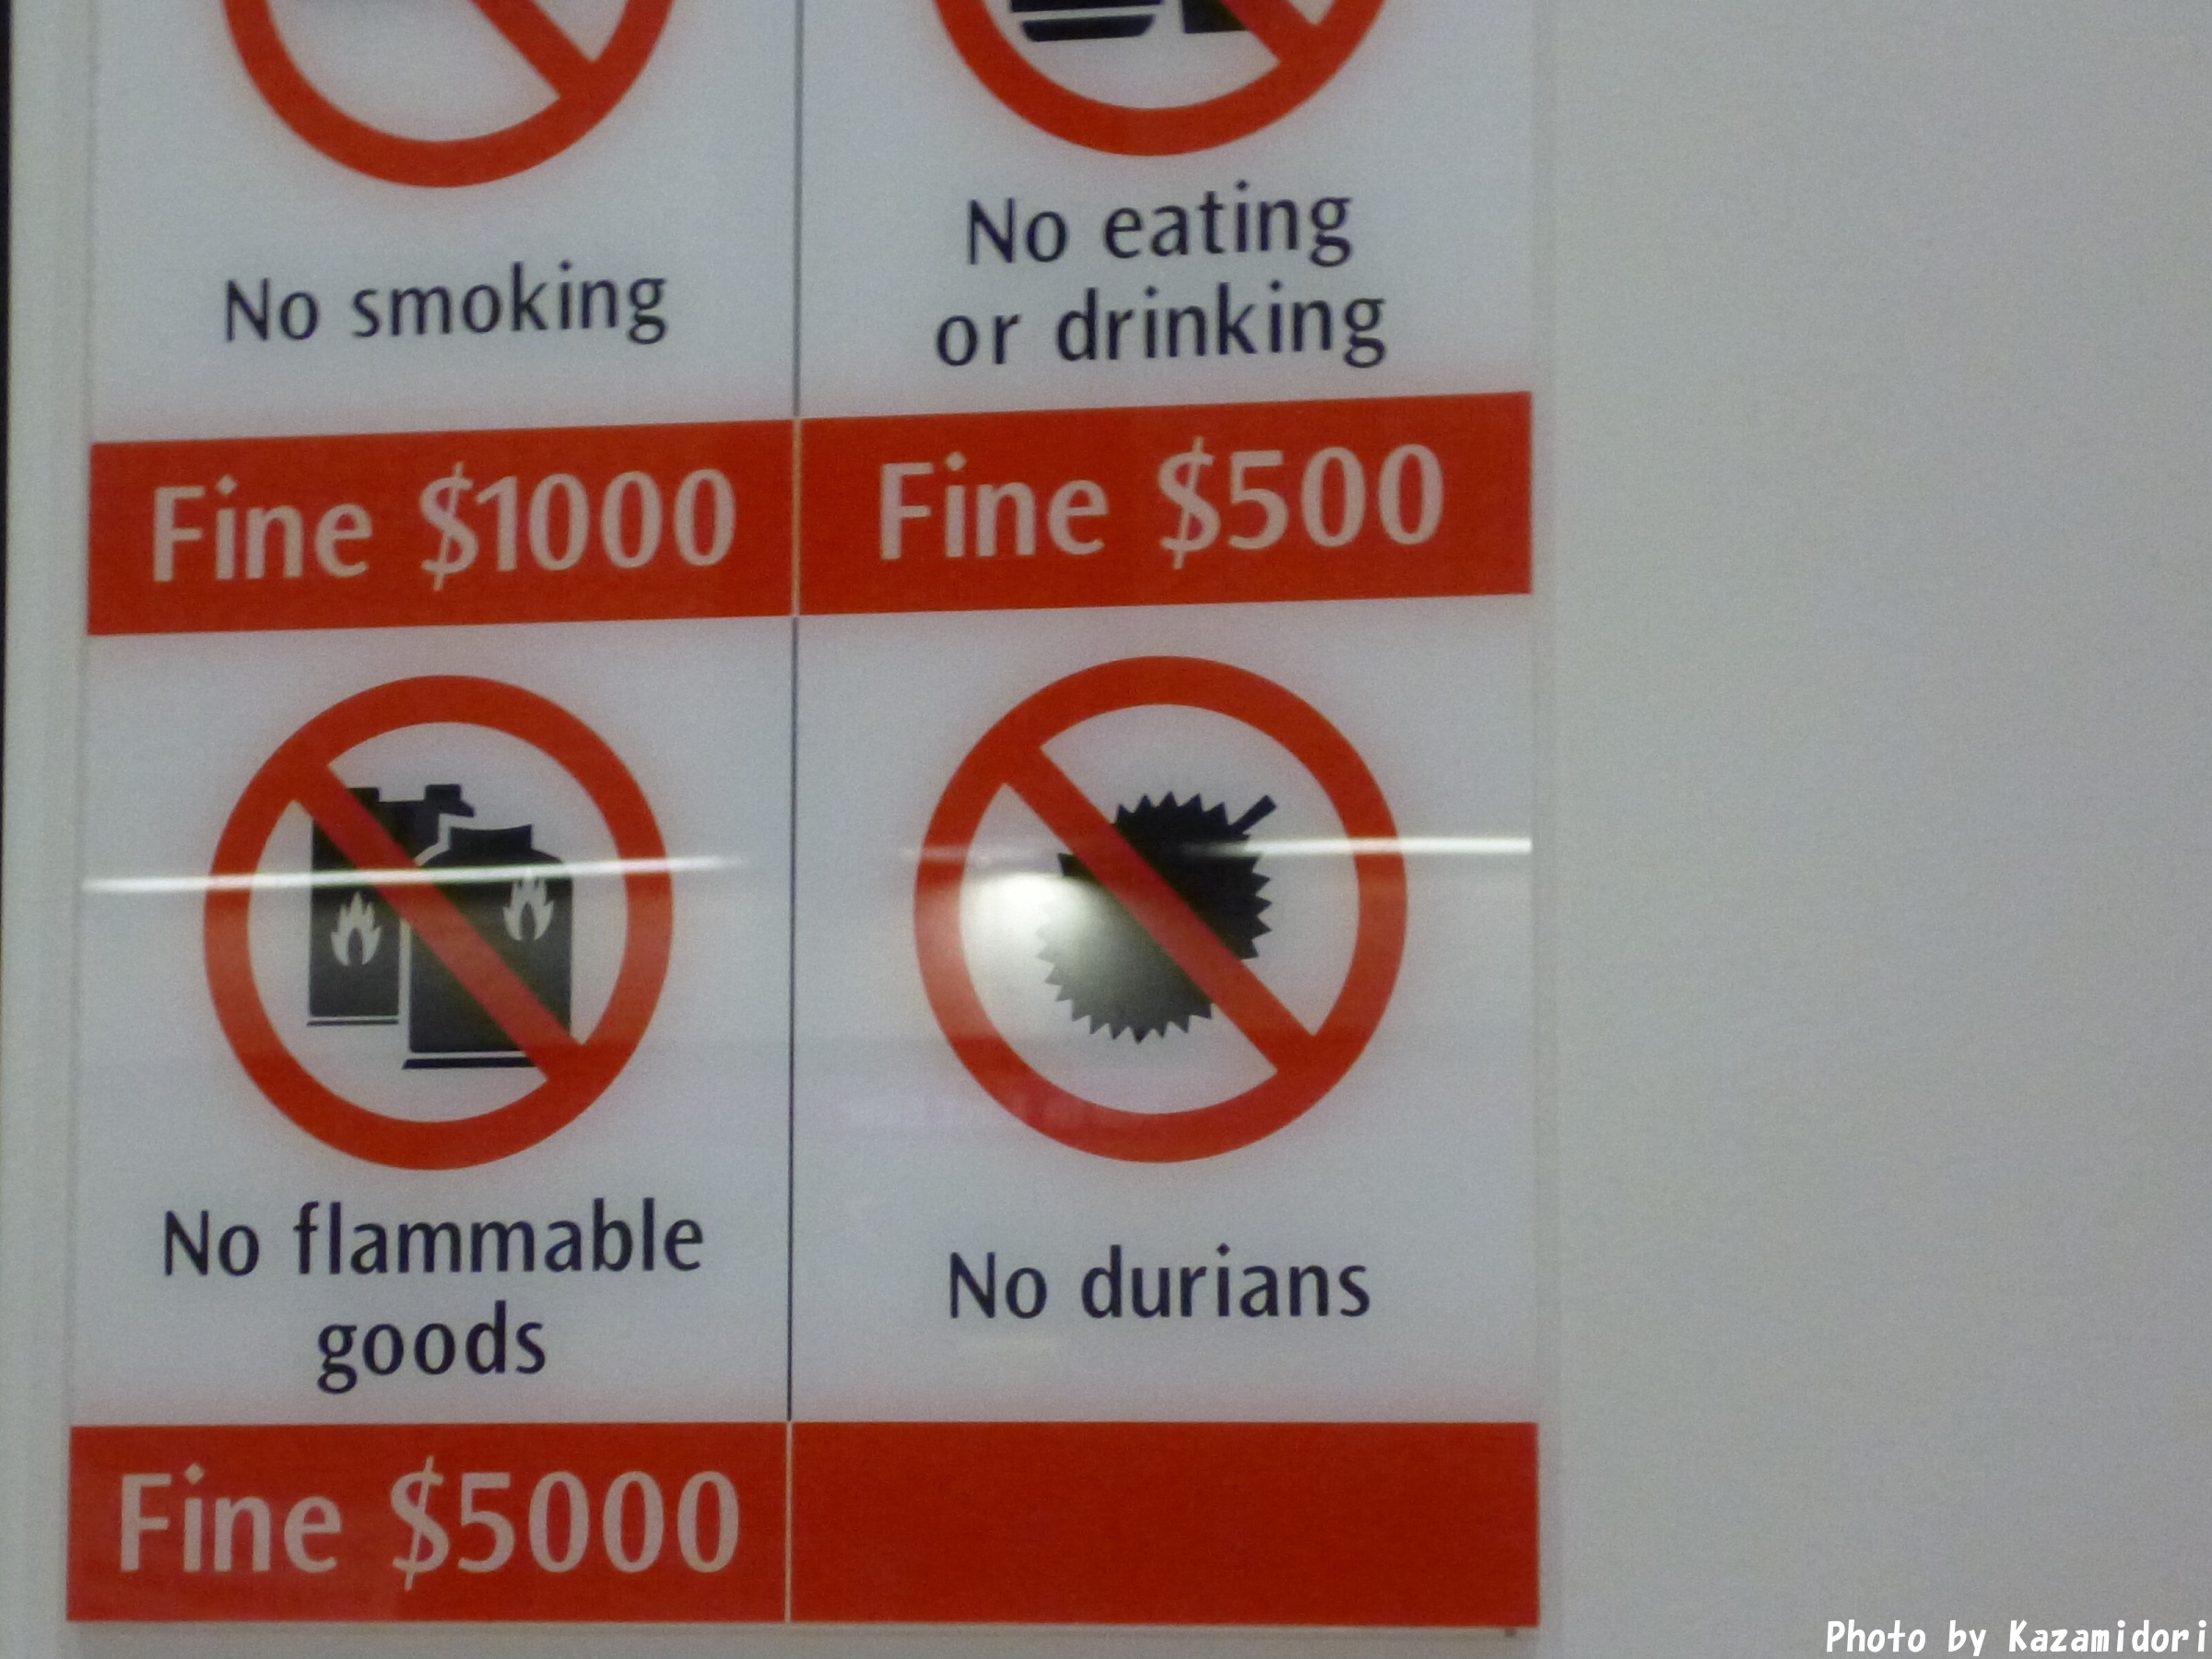 No smoking
No eating
or drinking
Fine $1000
Fine $500
No flammable
goods
No durians
Fine $5000
Photo by Kazamidori